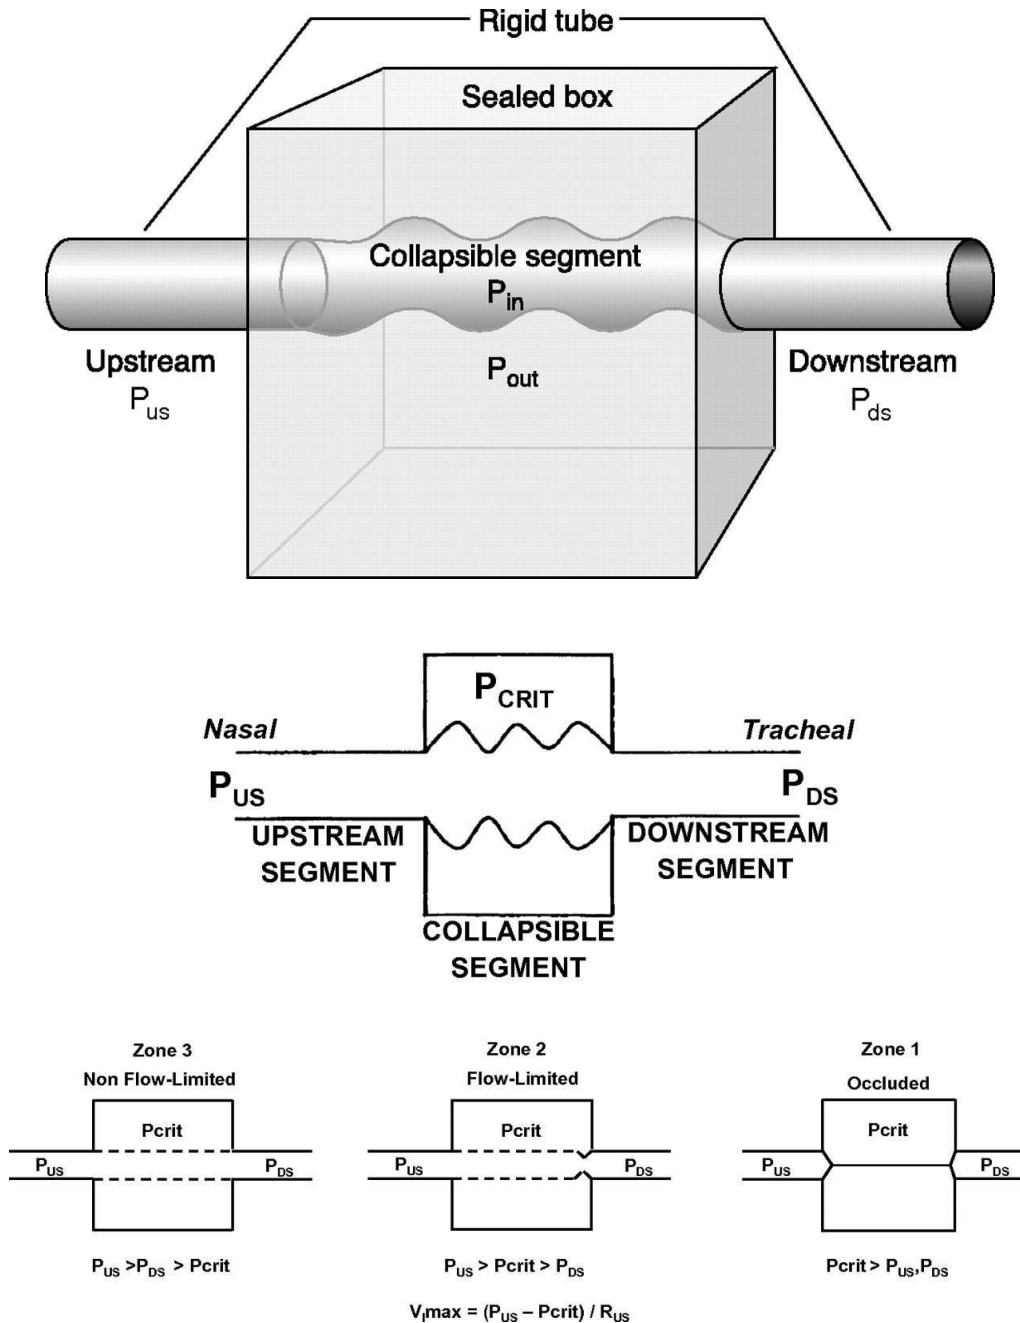 Rigid tube
Sealed box
Collapsible segment
P_in
P_out
Upstream
P_us
Downstream
P_ds
P_CRIT
Nasal
Tracheal
P_US
P_DS
UPSTREAM
SEGMENT
DOWNSTREAM
SEGMENT
COLLAPSIBLE
SEGMENT
Zone 3
Non Flow-Limited
Pcrit
P_US
P_DS
P_US >P_DS > Pcrit
Zone 2
Flow-Limited
Pcrit
P_US
P_DS
P_US > Pcrit > P_DS
Zone 1
Occluded
Pcrit
P_US
P_DS
Pcrit > P_US,P_DS
V_Imax = (P_US – Pcrit) / R_US